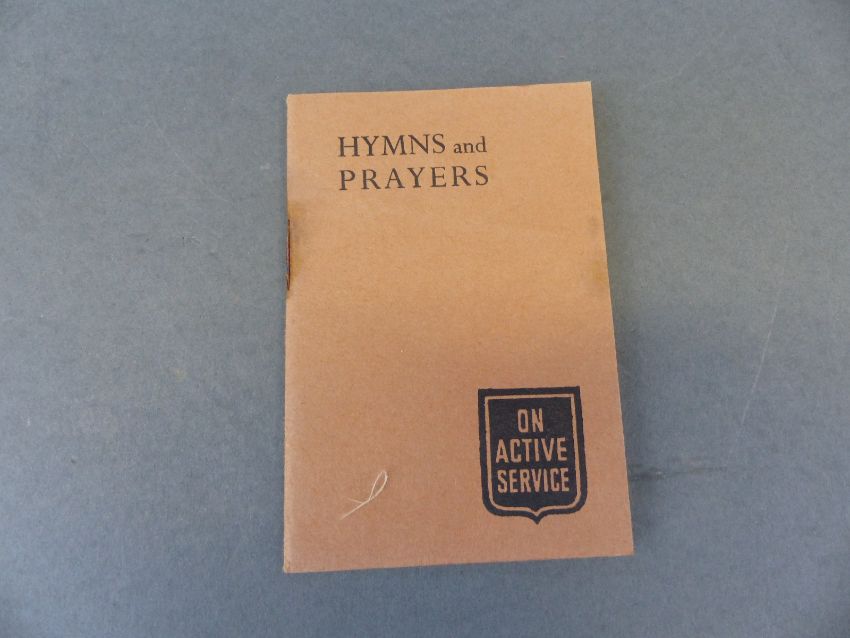 HYMNS and
PRAYERS
ON
ACTIVE
SERVICE